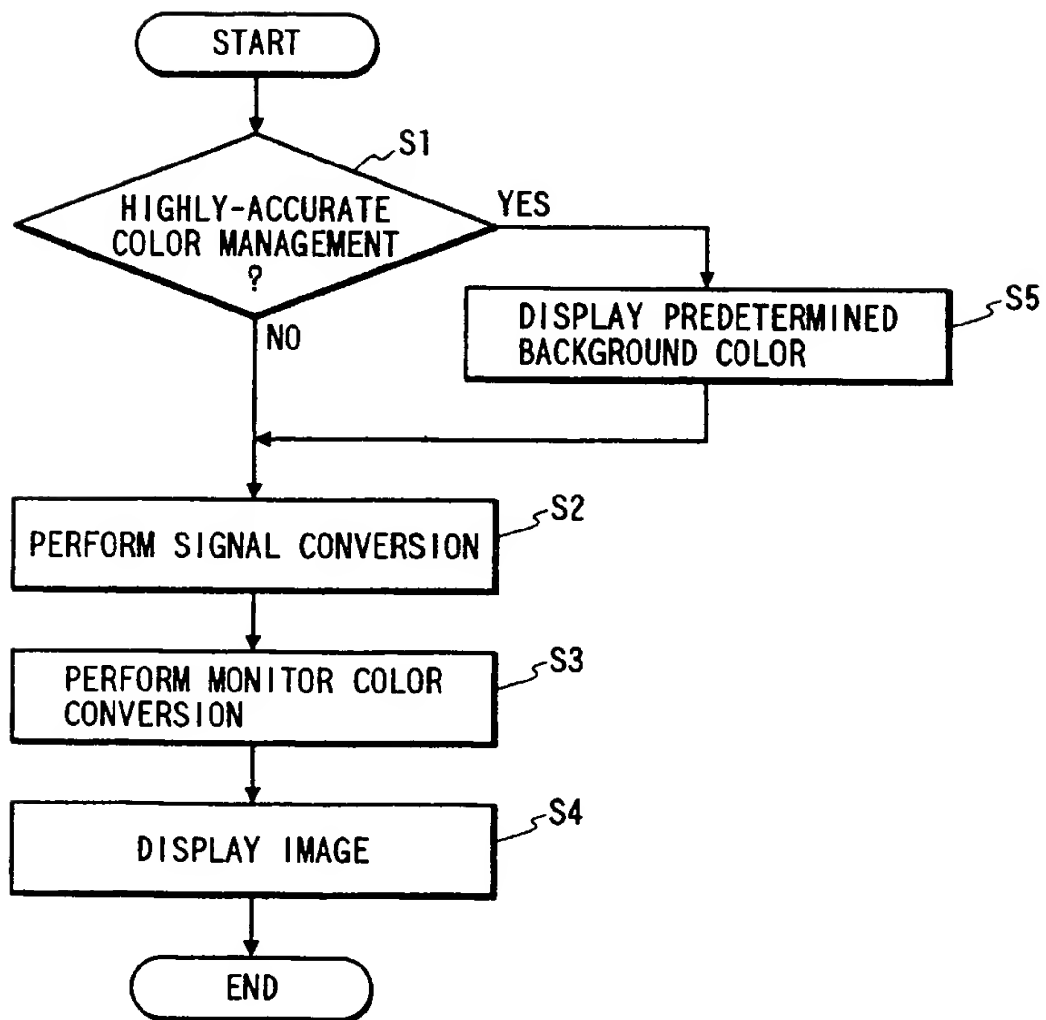 START
S1
HIGHLY-ACCURATE
COLOR MANAGEMENT
?
YES
NO
S5
DISPLAY PREDETERMINED
BACKGROUND COLOR
S2
PERFORM SIGNAL CONVERSION
S3
PERFORM MONITOR COLOR
CONVERSION
S4
DISPLAY IMAGE
END